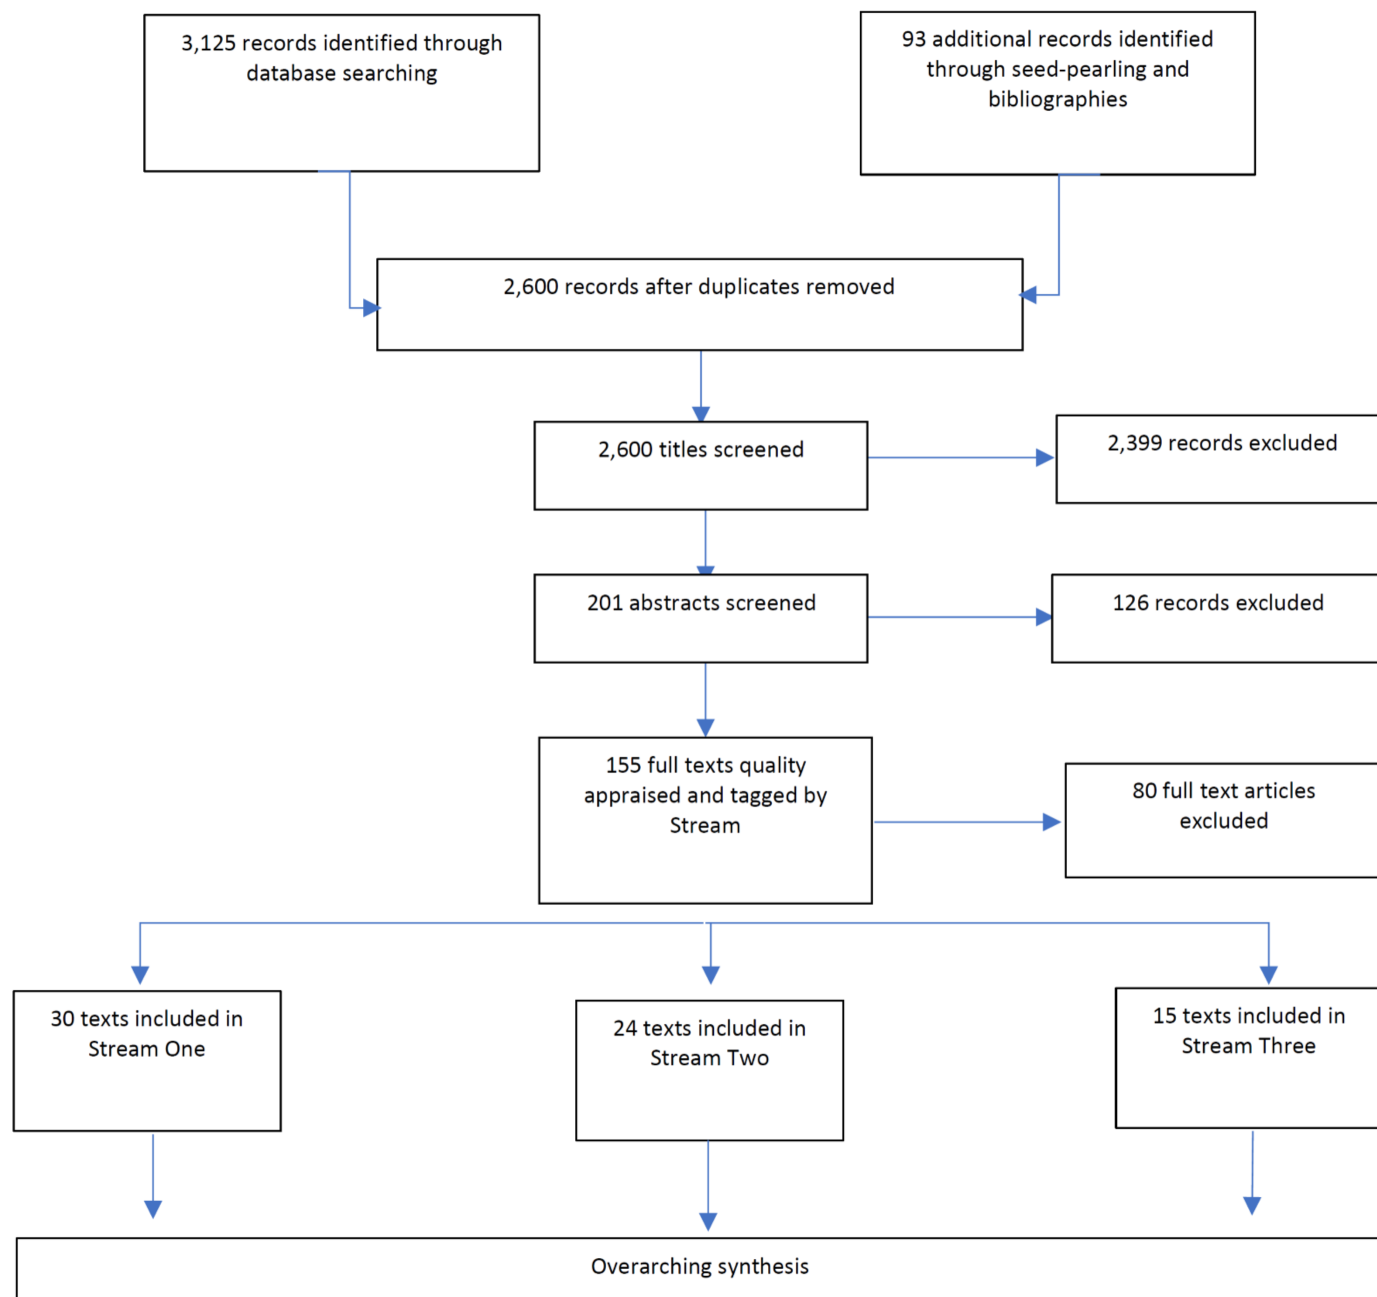 3,125 records identified through
database searching
93 additional records identified
through seed-pearling and
bibliographies
2,600 records after duplicates removed
2,600 titles screened
2,399 records excluded
201 abstracts screened
126 records excluded
155 full texts quality
appraised and tagged by
Stream
80 full text articles
excluded
30 texts included in
Stream One
24 texts included in
Stream Two
15 texts included in
Stream Three
Overarching synthesis